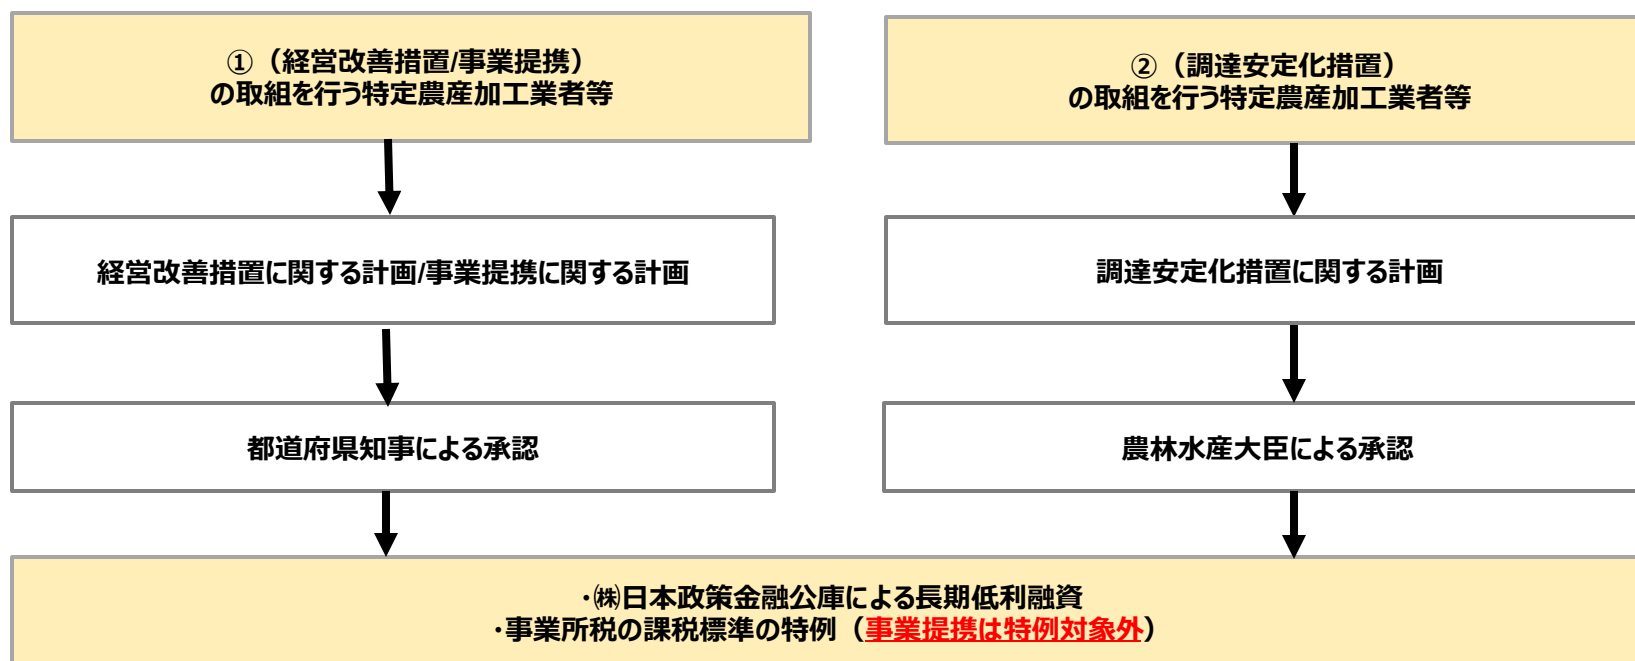 ①（経営改善措置/事業提携）
の取組を行う特定農産加工業者等
②（調達安定化措置）
の取組を行う特定農産加工業者等
経営改善措置に関する計画/事業提携に関する計画
調達安定化措置に関する計画
都道府県知事による承認
農林水産大臣による承認
・㈱日本政策金融公庫による長期低利融資
・事業所税の課税標準の特例（事業提携は特例対象外）